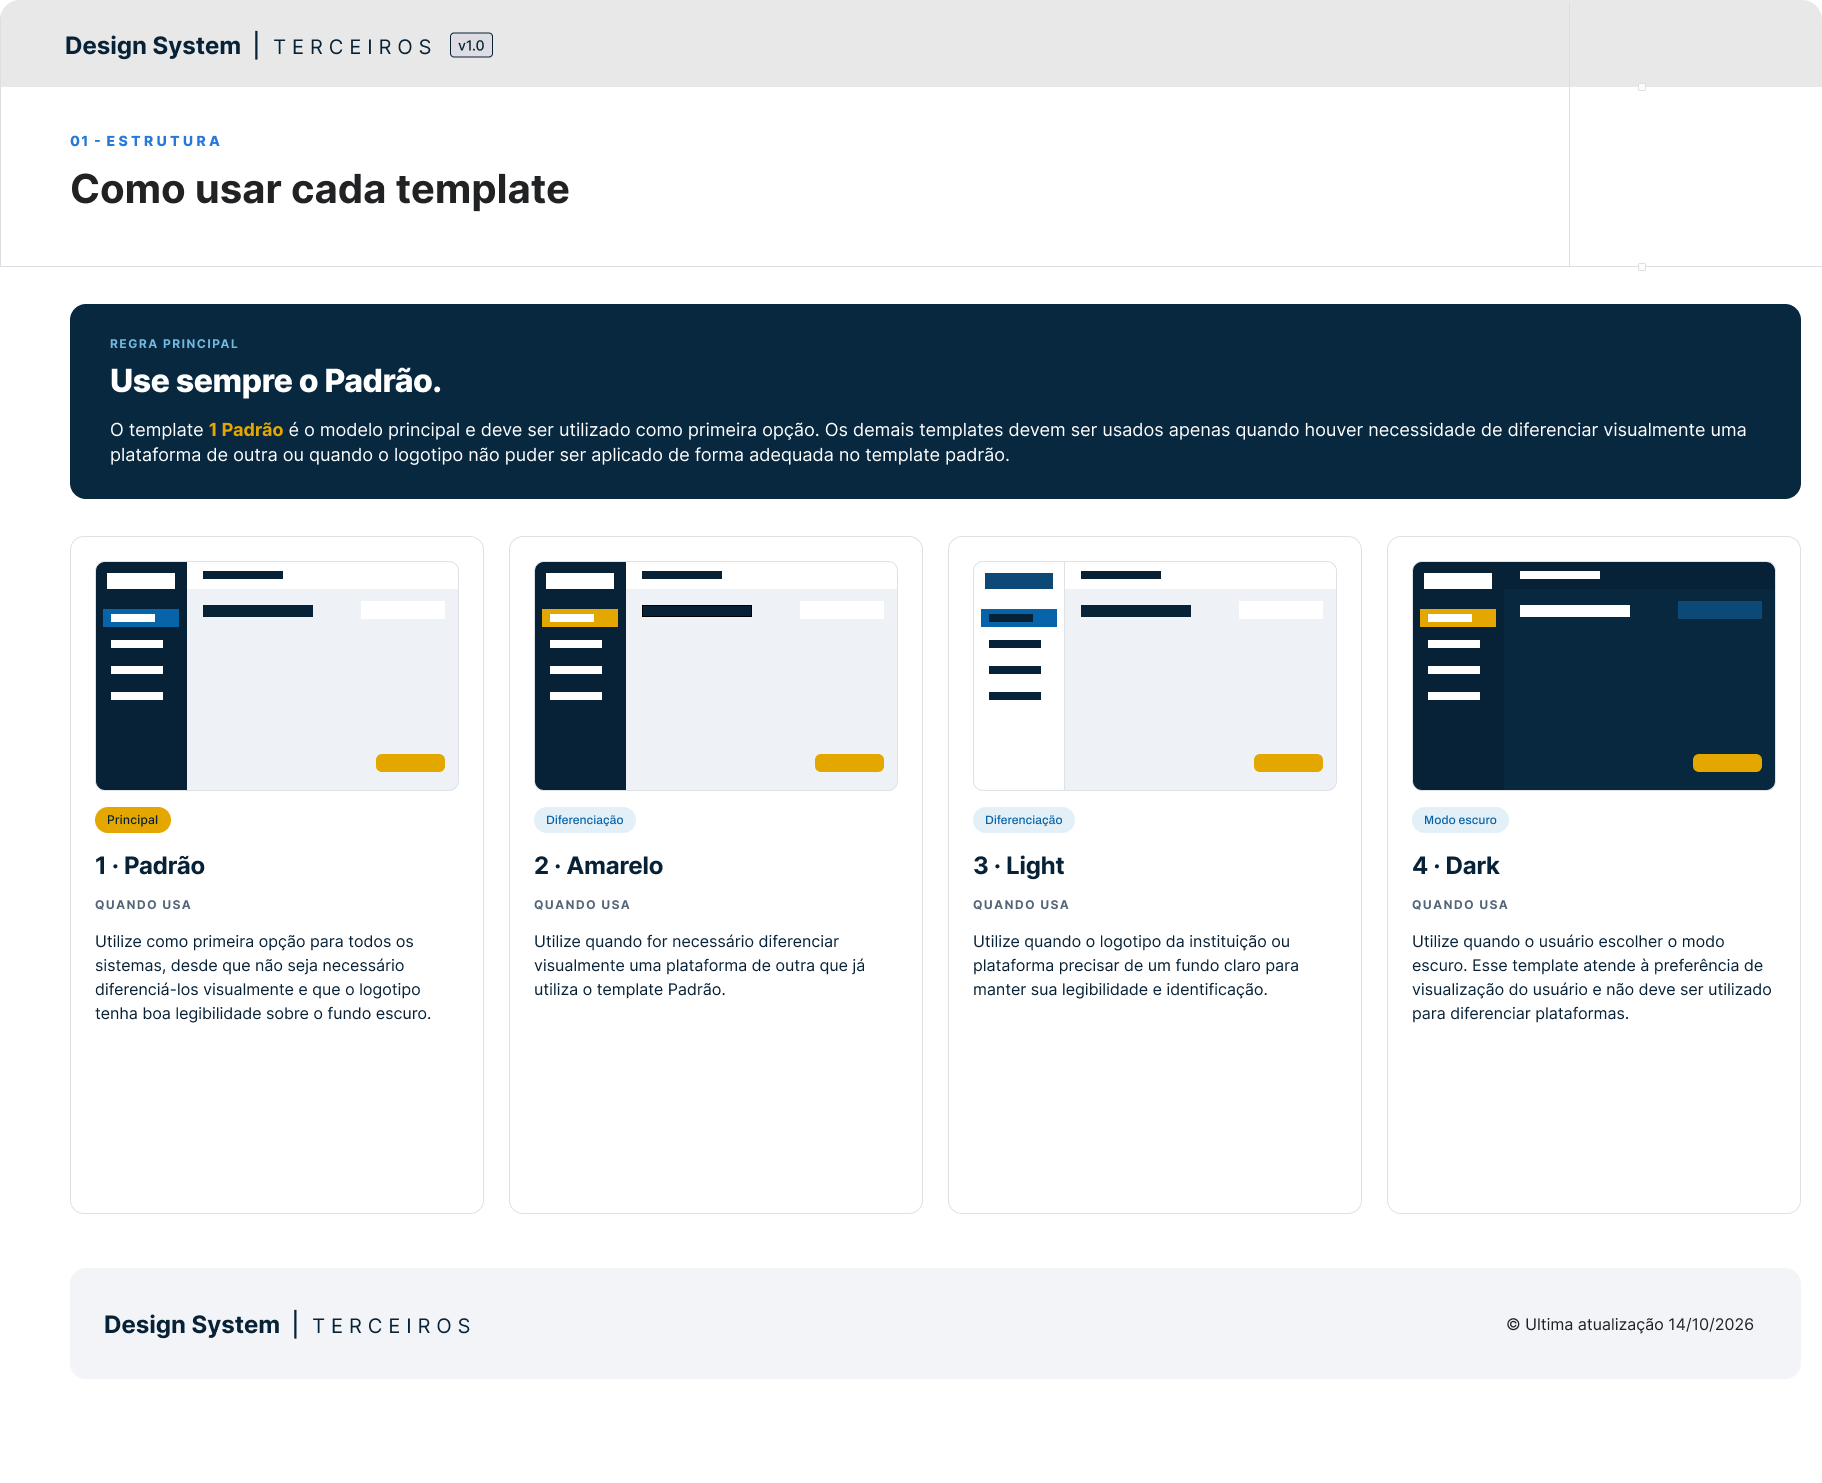 Design System | TERCEIROS v1.0
01 - ESTRUTURA
Como usar cada template
REGRA PRINCIPAL
Use sempre o Padrão.
O template 1 Padrão é o modelo principal e deve ser utilizado como primeira opção. Os demais templates devem ser usados apenas quando houver necessidade de diferenciar visualmente uma
plataforma de outra ou quando o logotipo não puder ser aplicado de forma adequada no template padrão.
Principal
1 · Padrão
QUANDO USA
Utilize como primeira opção para todos os
sistemas, desde que não seja necessário
diferenciá-los visualmente e que o logotipo
tenha boa legibilidade sobre o fundo escuro.
Diferenciação
2 · Amarelo
QUANDO USA
Utilize quando for necessário diferenciar
visualmente uma plataforma de outra que já
utiliza o template Padrão.
Diferenciação
3 · Light
QUANDO USA
Utilize quando o logotipo da instituição ou
plataforma precisar de um fundo claro para
manter sua legibilidade e identificação.
Modo escuro
4 · Dark
QUANDO USA
Utilize quando o usuário escolher o modo
escuro. Esse template atende à preferência de
visualização do usuário e não deve ser utilizado
para diferenciar plataformas.
Design System | TERCEIROS
© Ultima atualização 14/10/2026